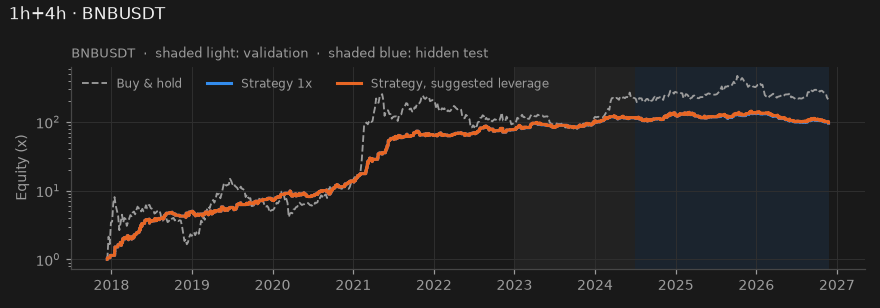 1h+4h · BNBUSDT
BNBUSDT · shaded light: validation · shaded blue: hidden test
Buy & hold Strategy 1x Strategy, suggested leverage
Equity (x)
10²
10¹
10⁰
2018 2019 2020 2021 2022 2023 2024 2025 2026 2027